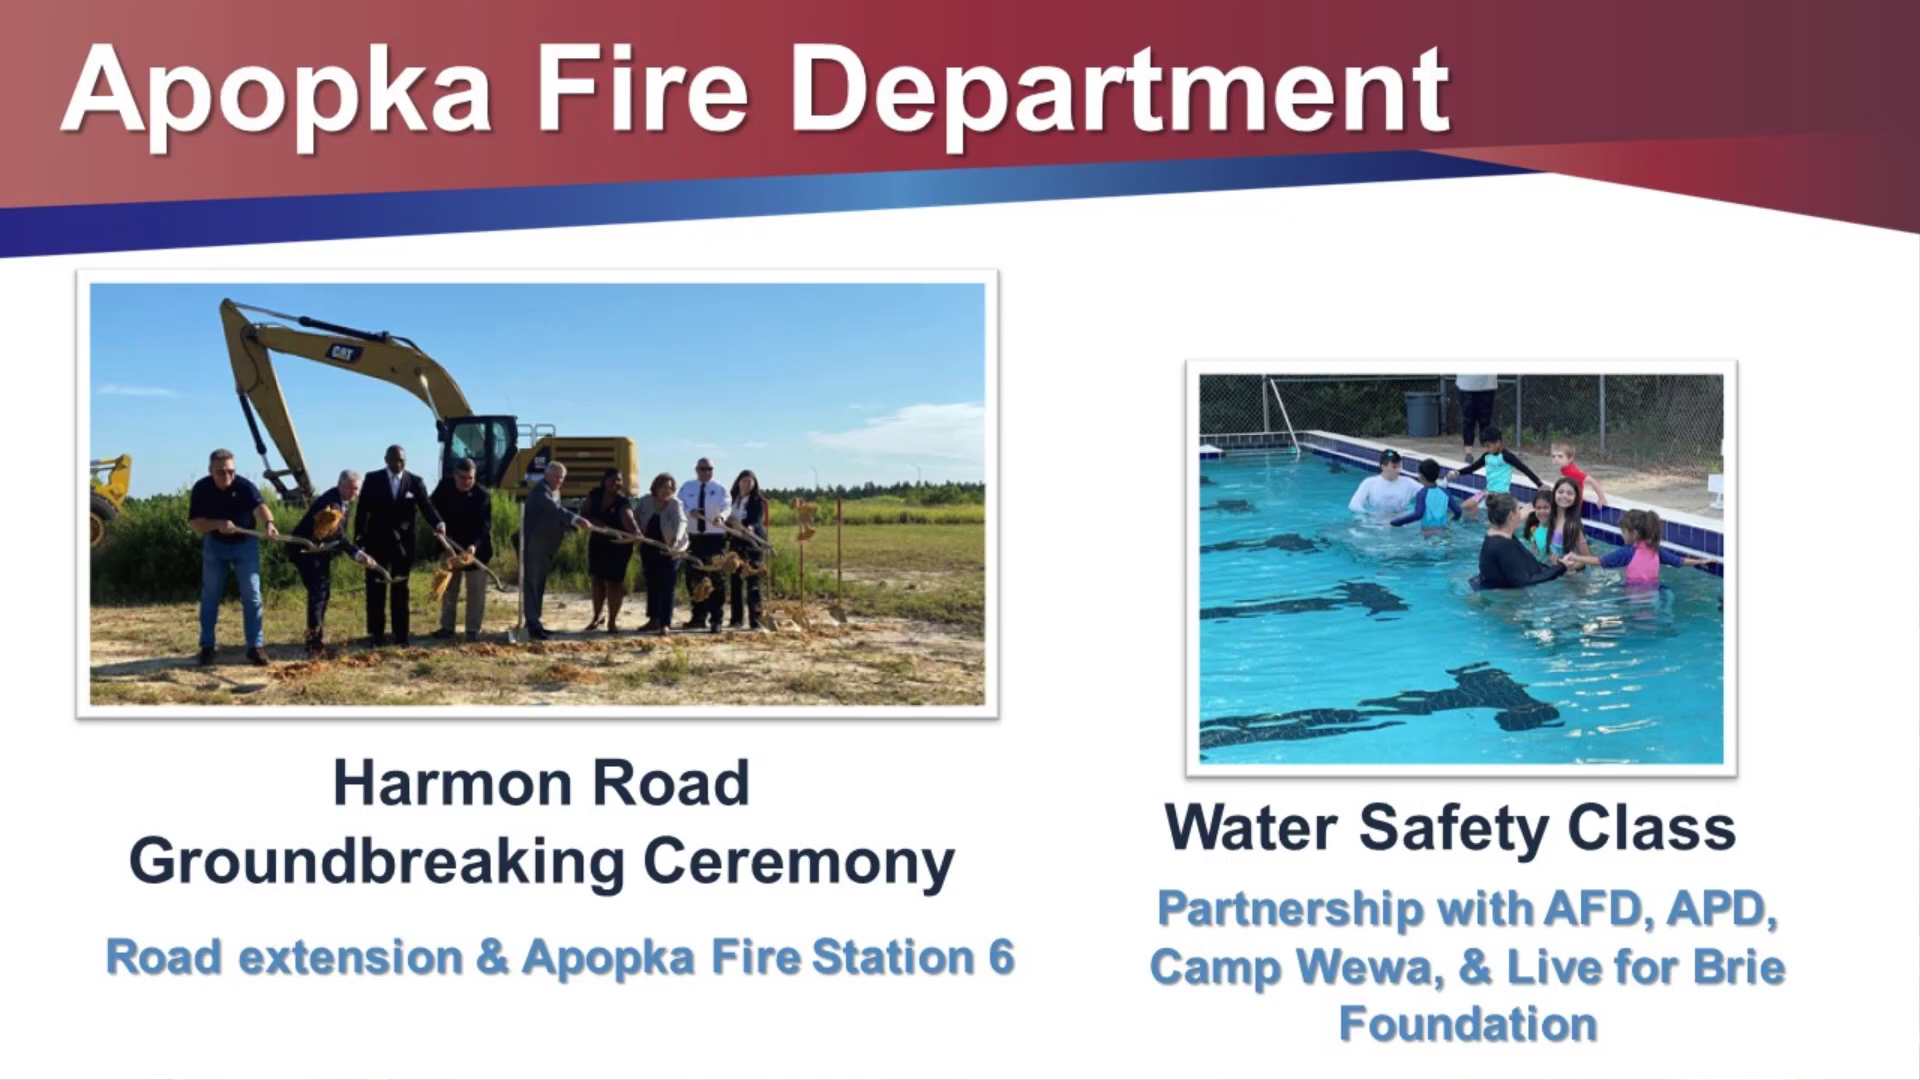 Apopka Fire Department
CAT
Harmon Road
Groundbreaking Ceremony
Road extension & Apopka Fire Station 6
Water Safety Class
Partnership with AFD, APD,
Camp Wewa, & Live for Brie
Foundation